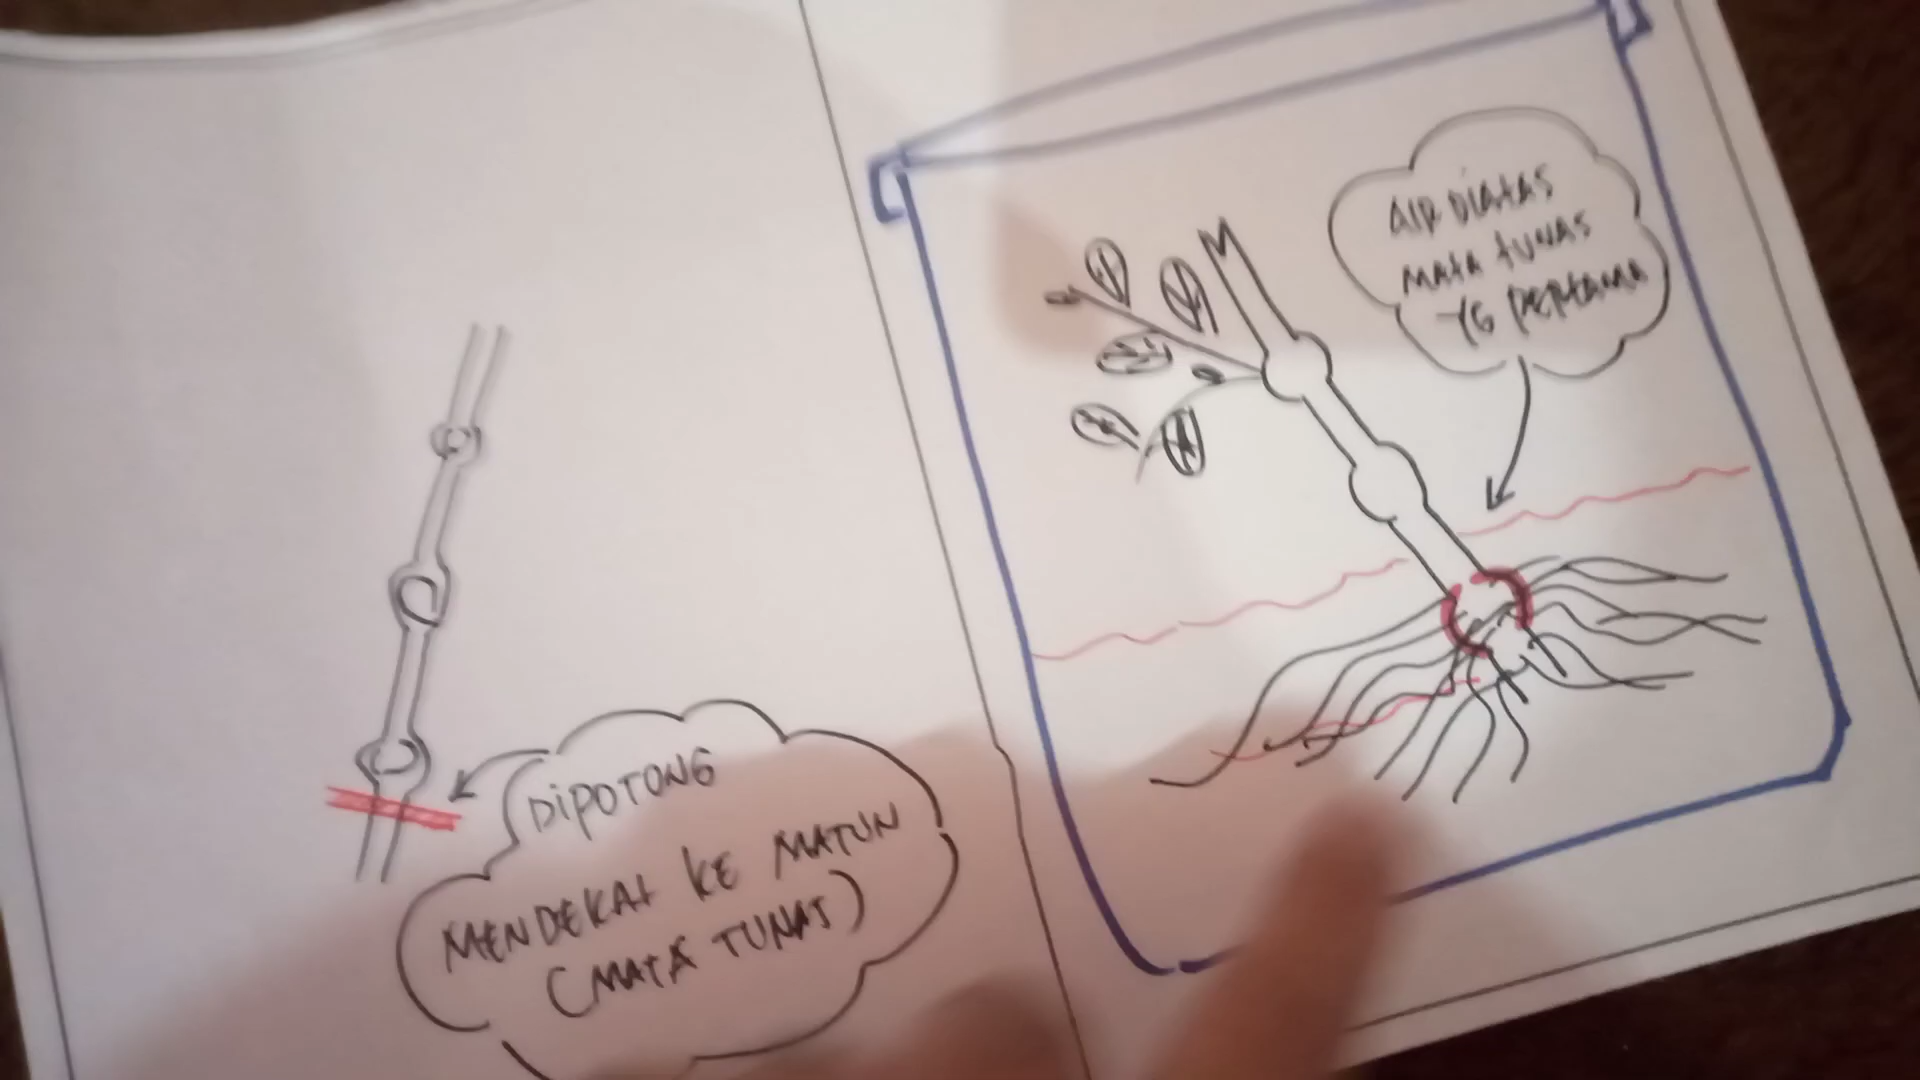 DIPOTONG
MENDEKAT KE MATUN
(MATA TUNAS)
AIR DIATAS
MATA TUNAS
YG PERTAMA